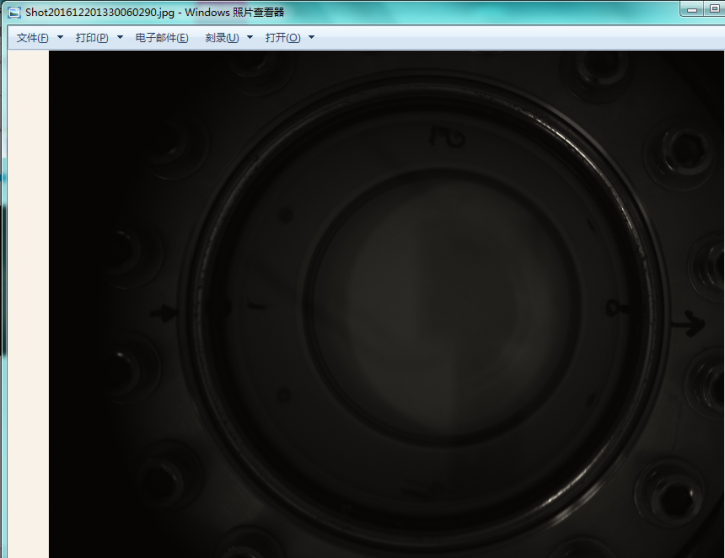 Shot201612201330060290.jpg - Windows 照片查看器
文件(F) 打印(P) 电子邮件(E) 刻录(U) 打开(O)